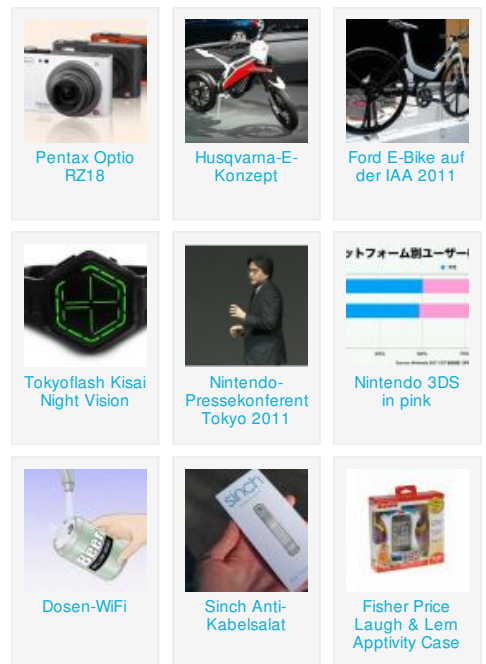 Pentax Optio
RZ18
Husqvarna-E-
Konzept
Ford E-Bike auf
der IAA 2011
ットフォーム別ユーザー
Tokyoflash Kisai
Night Vision
Nintendo-
Pressekonferent
Tokyo 2011
Nintendo 3DS
in pink
Beer
sinch
Dosen-WiFi
Sinch Anti-
Kabelsalat
Fisher Price
Laugh & Lern
Apptivity Case